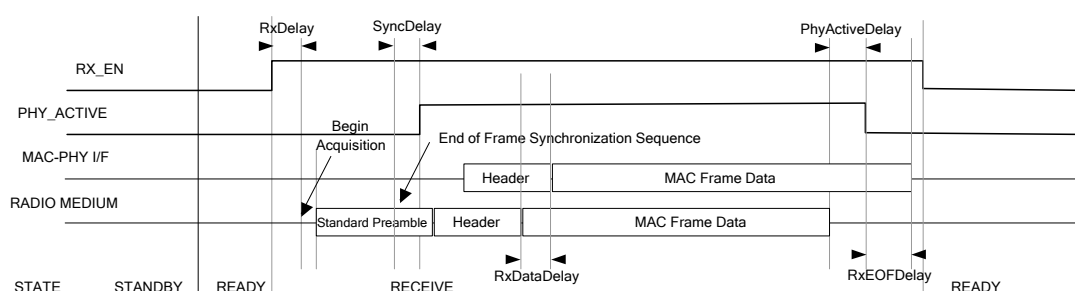 RxDelay
SyncDelay
PhyActiveDelay
RX_EN
PHY_ACTIVE
Begin
Acquisition
End of Frame Synchronization Sequence
MAC-PHY I/F
Header
MAC Frame Data
RADIO MEDIUM
Standard Preamble
Header
MAC Frame Data
RxDataDelay
RxEOFDelay
STATE
STANDBY
READY
RECEIVE
READY